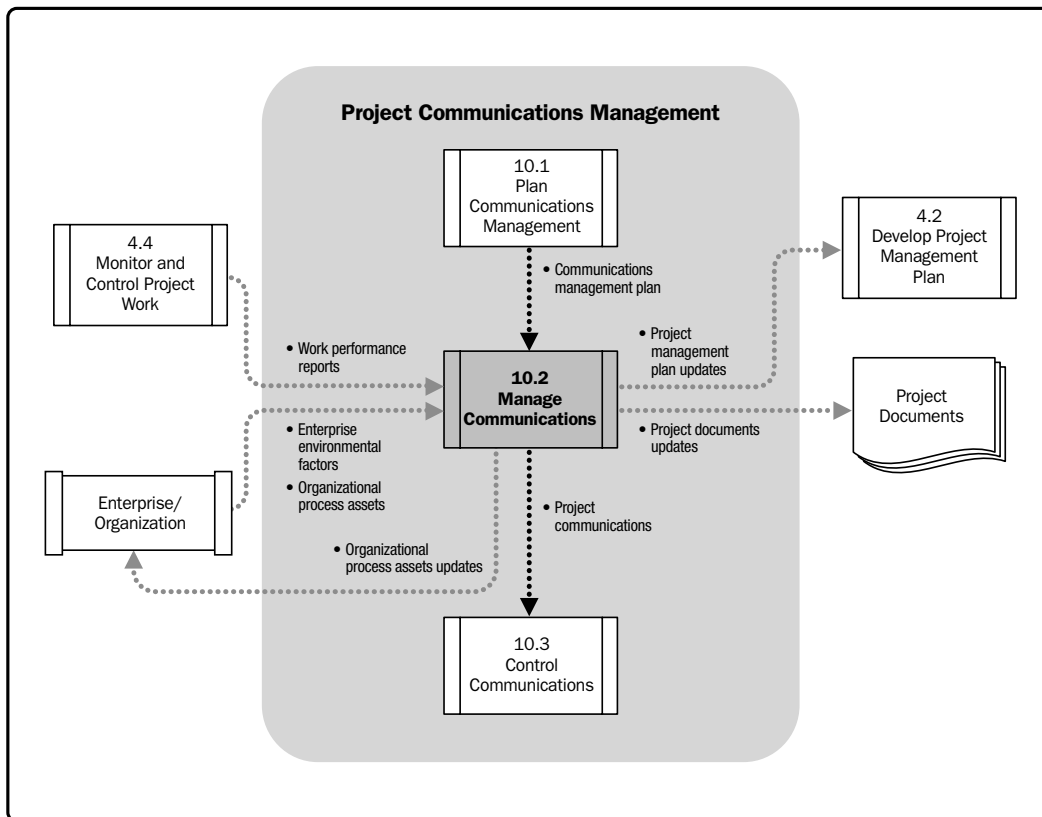 Project Communications Management
10.1
Plan
Communications
Management
4.2
Develop Project
Management
Plan
4.4
Monitor and
Control Project
Work
• Communications
management plan
• Work performance
reports
• Project
management
plan updates
10.2
Manage
Communications
Project
Documents
• Enterprise
environmental
factors
• Organizational
process assets
• Project documents
updates
Enterprise/
Organization
• Project
communications
• Organizational
process assets updates
10.3
Control
Communications